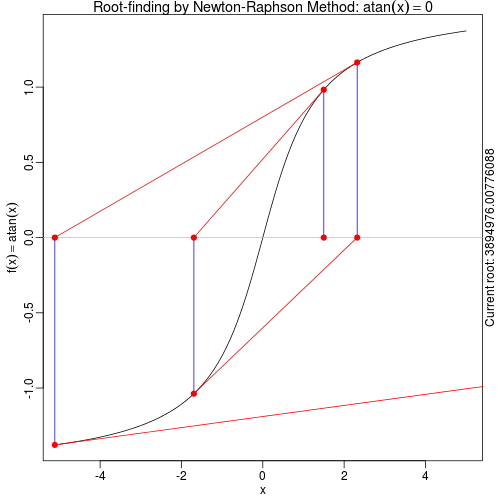 Root-finding by Newton-Raphson Method: atan(x) = 0
f(x) = atan(x)
1.0
0.5
0.0
-0.5
-1.0
-4
-2
0
2
4
x
Current root: 3894976.00776088